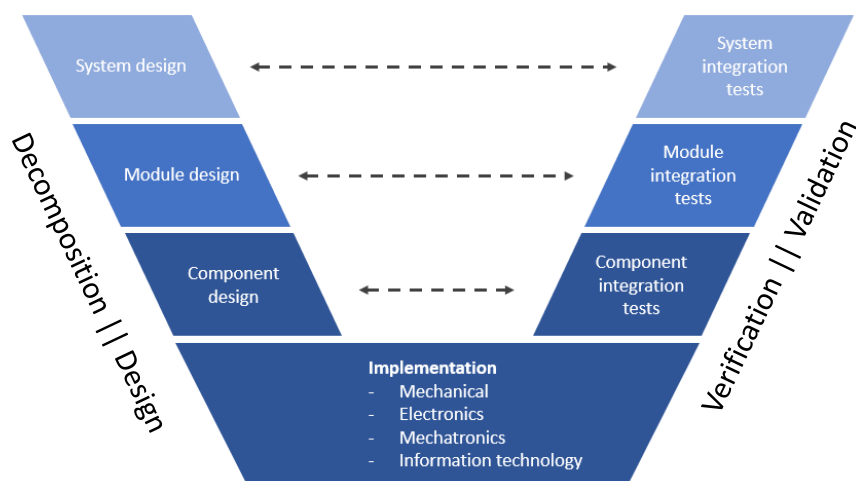 System design
System
integration
tests
Module design
Module
integration
tests
Component
design
Component
integration
tests
Implementation
- Mechanical
- Electronics
- Mechatronics
- Information technology
Decomposition || Design
Verification || Validation